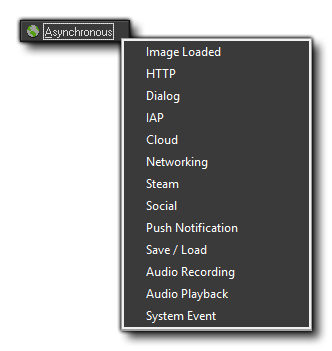 Asynchronous
Image Loaded
HTTP
Dialog
IAP
Cloud
Networking
Steam
Social
Push Notification
Save / Load
Audio Recording
Audio Playback
System Event